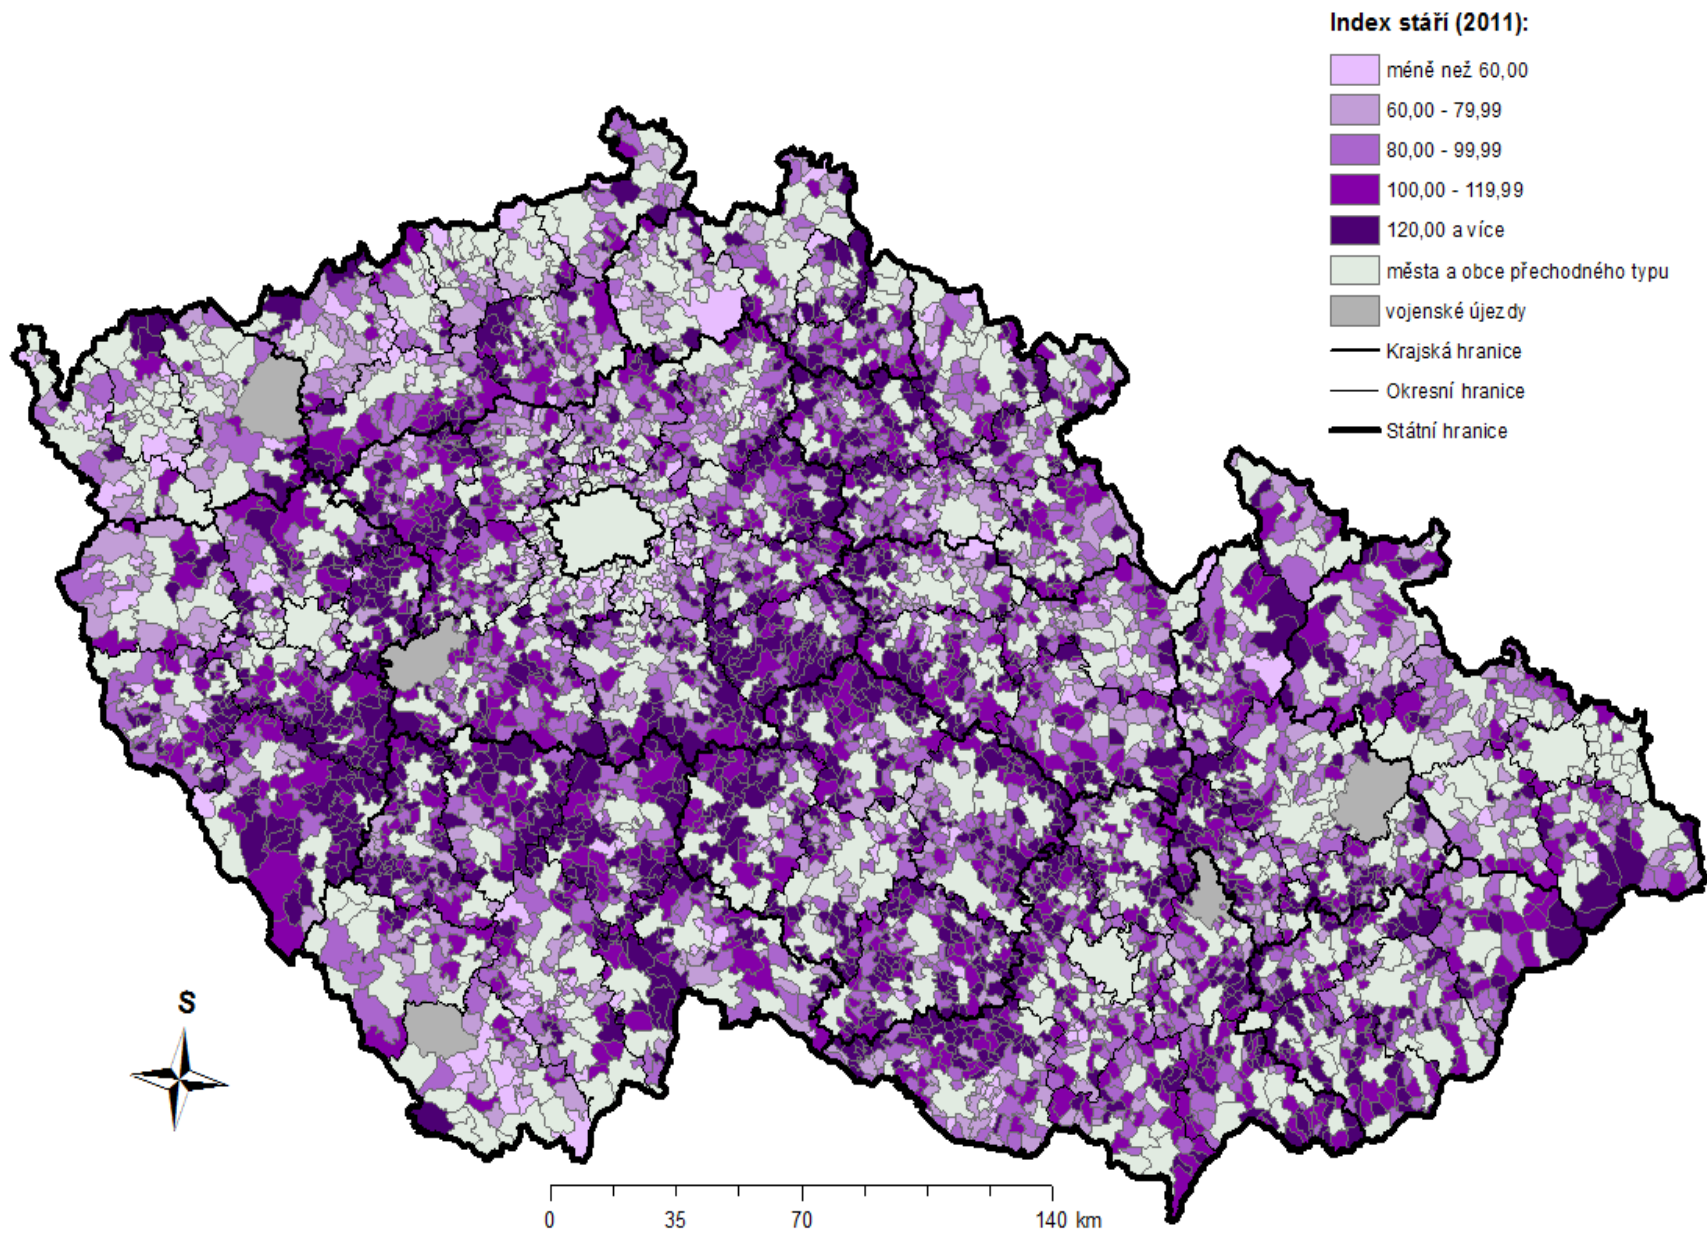 Index stáří (2011):
méně než 60,00
60,00 - 79,99
80,00 - 99,99
100,00 - 119,99
120,00 a více
města a obce přechodného typu
vojenské újezdy
Krajská hranice
Okresní hranice
Státní hranice
S
0 35 70 140 km